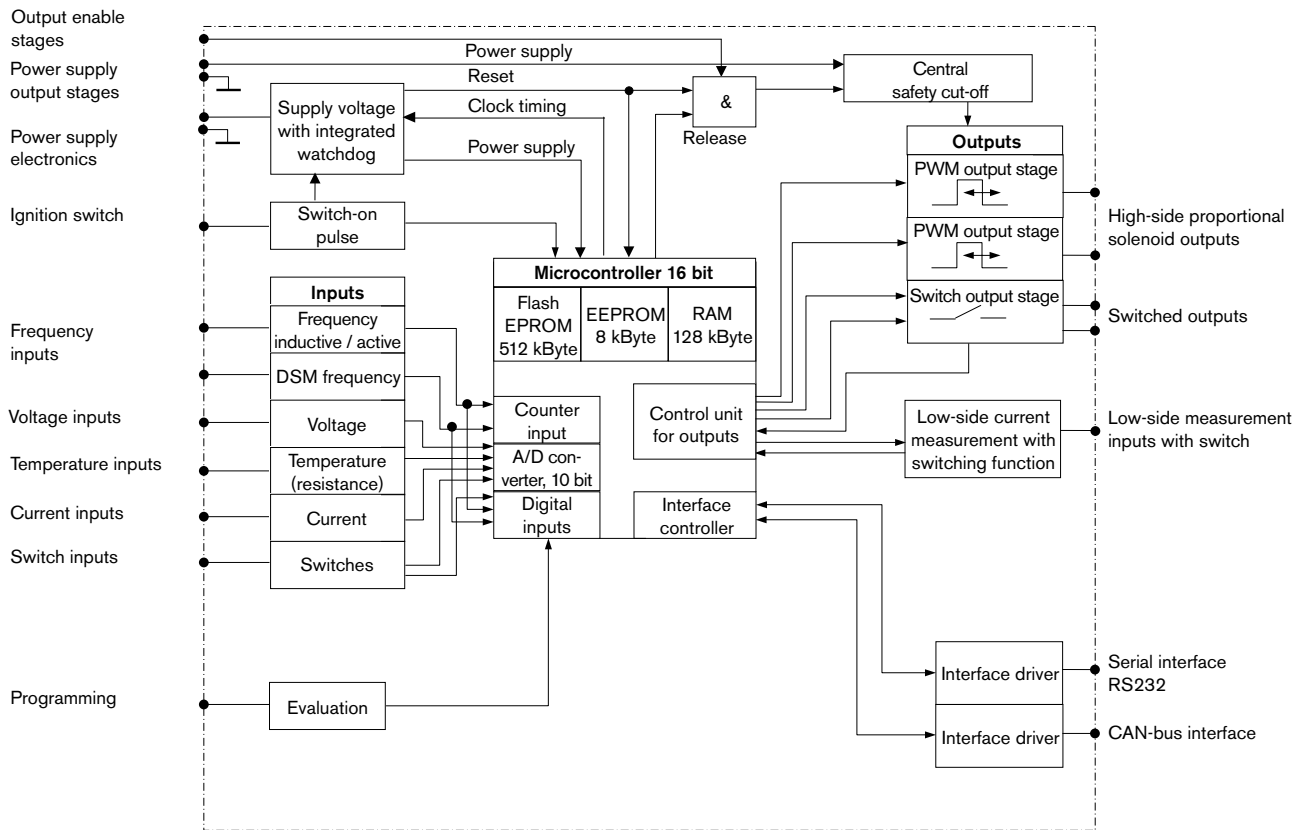 Output enable
stages
Power supply
output stages
Power supply
electronics
Ignition switch
Frequency
inputs
Voltage inputs
Temperature inputs
Current inputs
Switch inputs
Programming
Power supply
Reset
Clock timing
Power supply
Supply voltage
with integrated
watchdog
Switch-on
pulse
&
Release
Central
safety cut-off
Inputs
Frequency
inductive / active
DSM frequency
Voltage
Temperature
(resistance)
Current
Switches
Evaluation
Microcontroller 16 bit
Flash
EPROM
512 kByte
EEPROM
8 kByte
RAM
128 kByte
Counter
input
A/D con-
verter, 10 bit
Digital
inputs
Control unit
for outputs
Interface
controller
Outputs
PWM output stage
PWM output stage
Switch output stage
Low-side current
measurement with
switching function
Interface driver
Interface driver
High-side proportional
solenoid outputs
Switched outputs
Low-side measurement
inputs with switch
Serial interface
RS232
CAN-bus interface